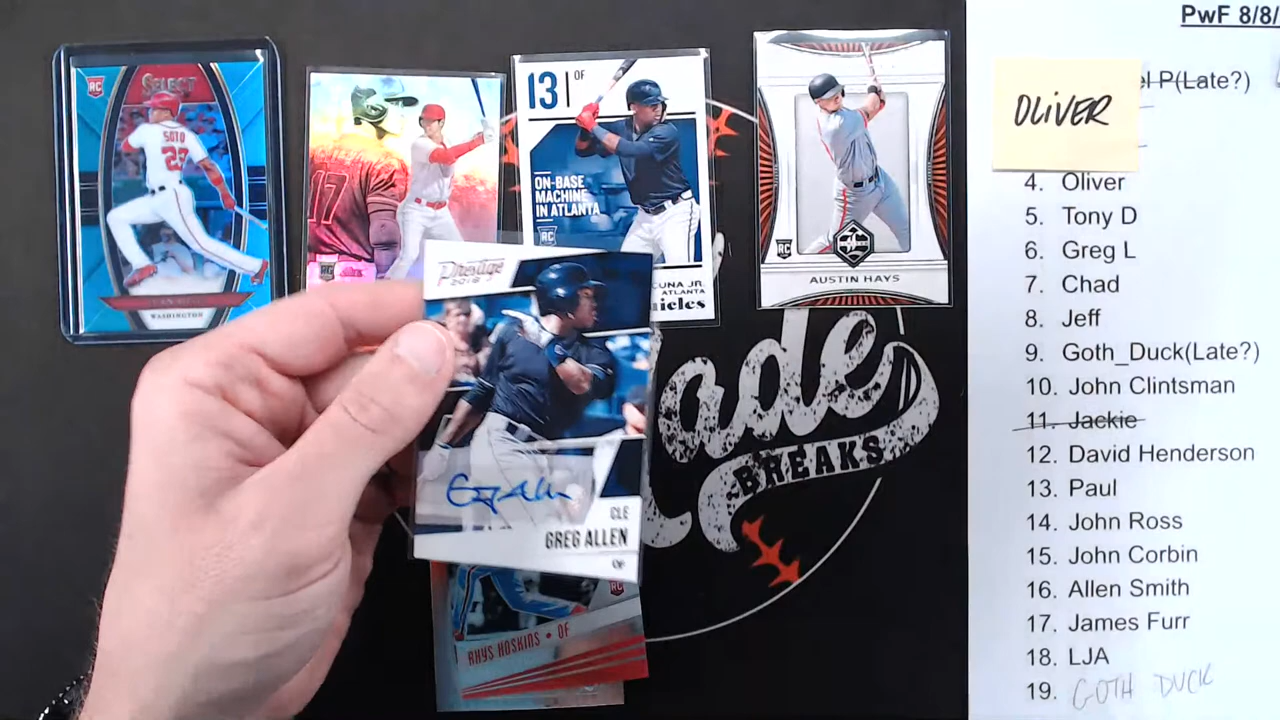 PwF 8/8/
el P(Late?)
OLIVER
4. Oliver
5. Tony D
6. Greg L
7. Chad
8. Jeff
9. Goth_Duck(Late?)
10. John Clintsman
11. Jackie
12. David Henderson
13. Paul
14. John Ross
15. John Corbin
16. Allen Smith
17. James Furr
18. LJA
19. GOTH DUCK
RC
SELECT
SOTO
22
WASHINGTON
17
RC
13 OF
ON-BASE
MACHINE
IN ATLANTA
RC
CUNA JR.
ATLANTA
nicles
RC
AUSTIN HAYS
Prestige
2018
CLE
GREG ALLEN
OF
RC
RHYS HOSKINS • OF
lade
BREAKS